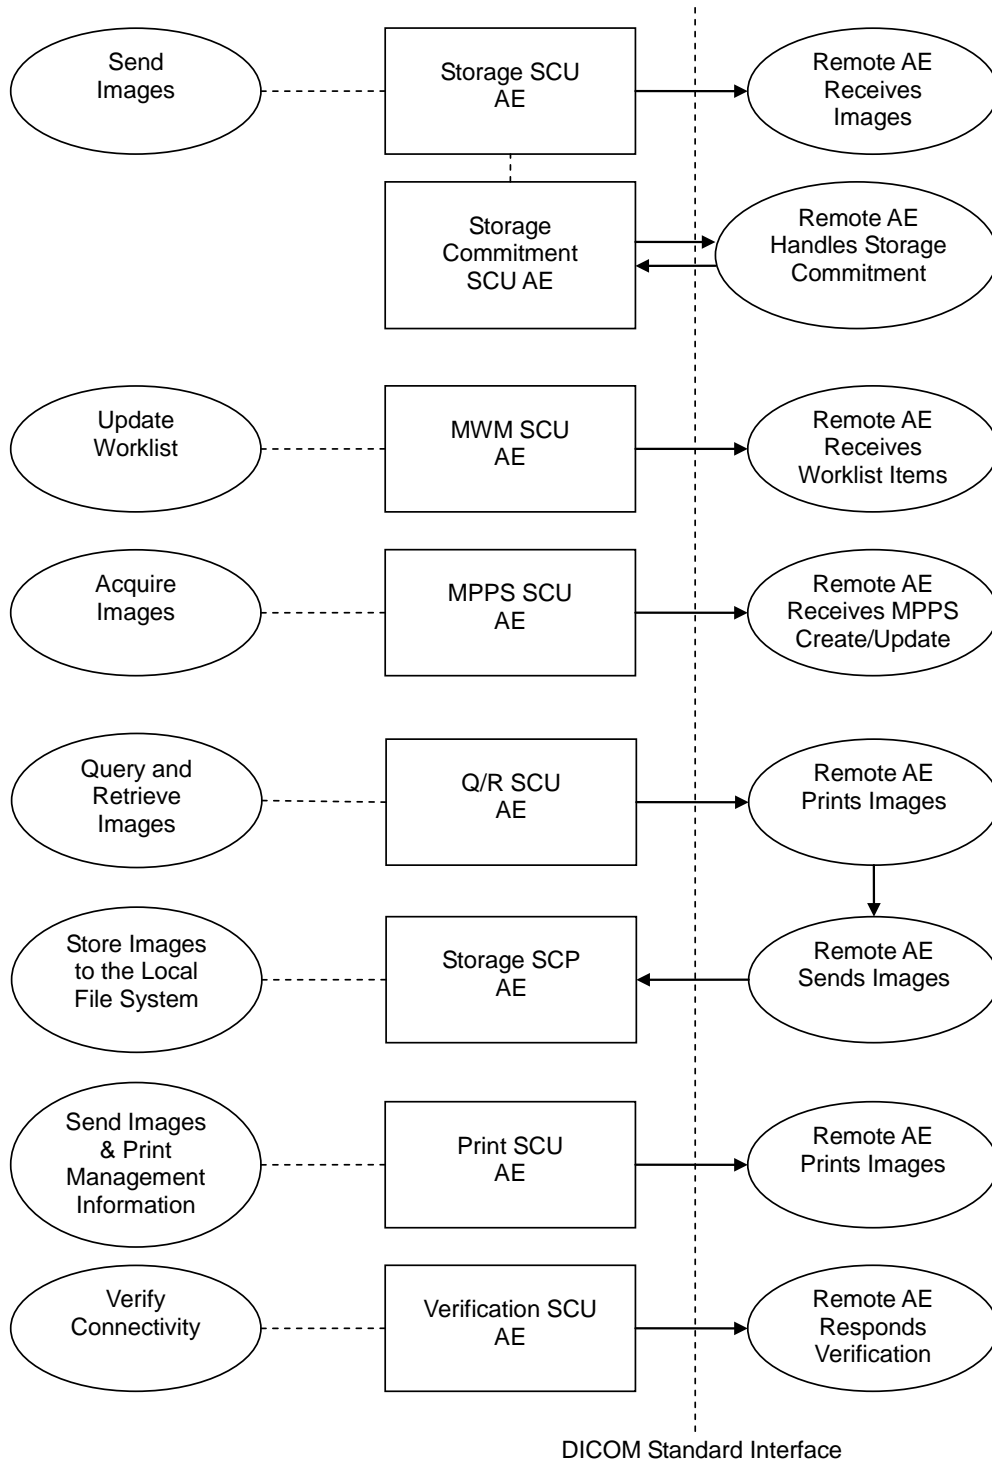 Send
Images
Storage SCU
AE
Remote AE
Receives
Images
Storage
Commitment
SCU AE
Remote AE
Handles Storage
Commitment
Update
Worklist
MWM SCU
AE
Remote AE
Receives
Worklist Items
Acquire
Images
MPPS SCU
AE
Remote AE
Receives MPPS
Create/Update
Query and
Retrieve
Images
Q/R SCU
AE
Remote AE
Prints Images
Store Images
to the Local
File System
Storage SCP
AE
Remote AE
Sends Images
Send Images
& Print
Management
Information
Print SCU
AE
Remote AE
Prints Images
Verify
Connectivity
Verification SCU
AE
Remote AE
Responds
Verification
DICOM Standard Interface